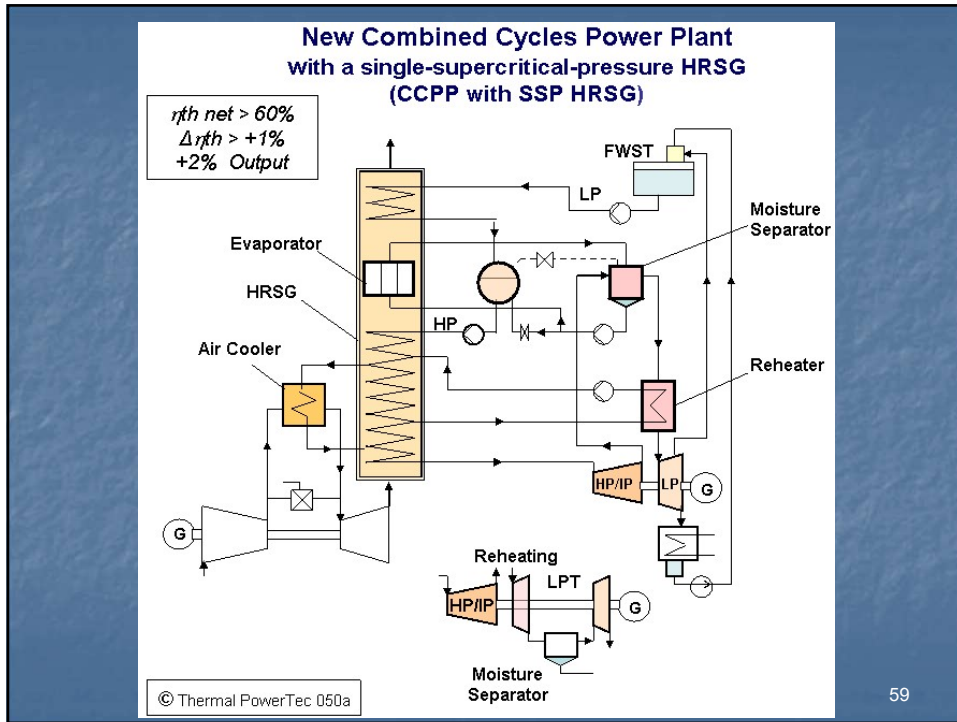 New Combined Cycles Power Plant
with a single-supercritical-pressure HRSG
(CCPP with SSP HRSG)
ηth net > 60%
Δηth > +1%
+2% Output
FWST
LP
Moisture
Separator
Evaporator
HRSG
HP
Air Cooler
Reheater
HP/IP
LP
G
G
Reheating
LPT
HP/IP
G
Moisture
Separator
© Thermal PowerTec 050a
59